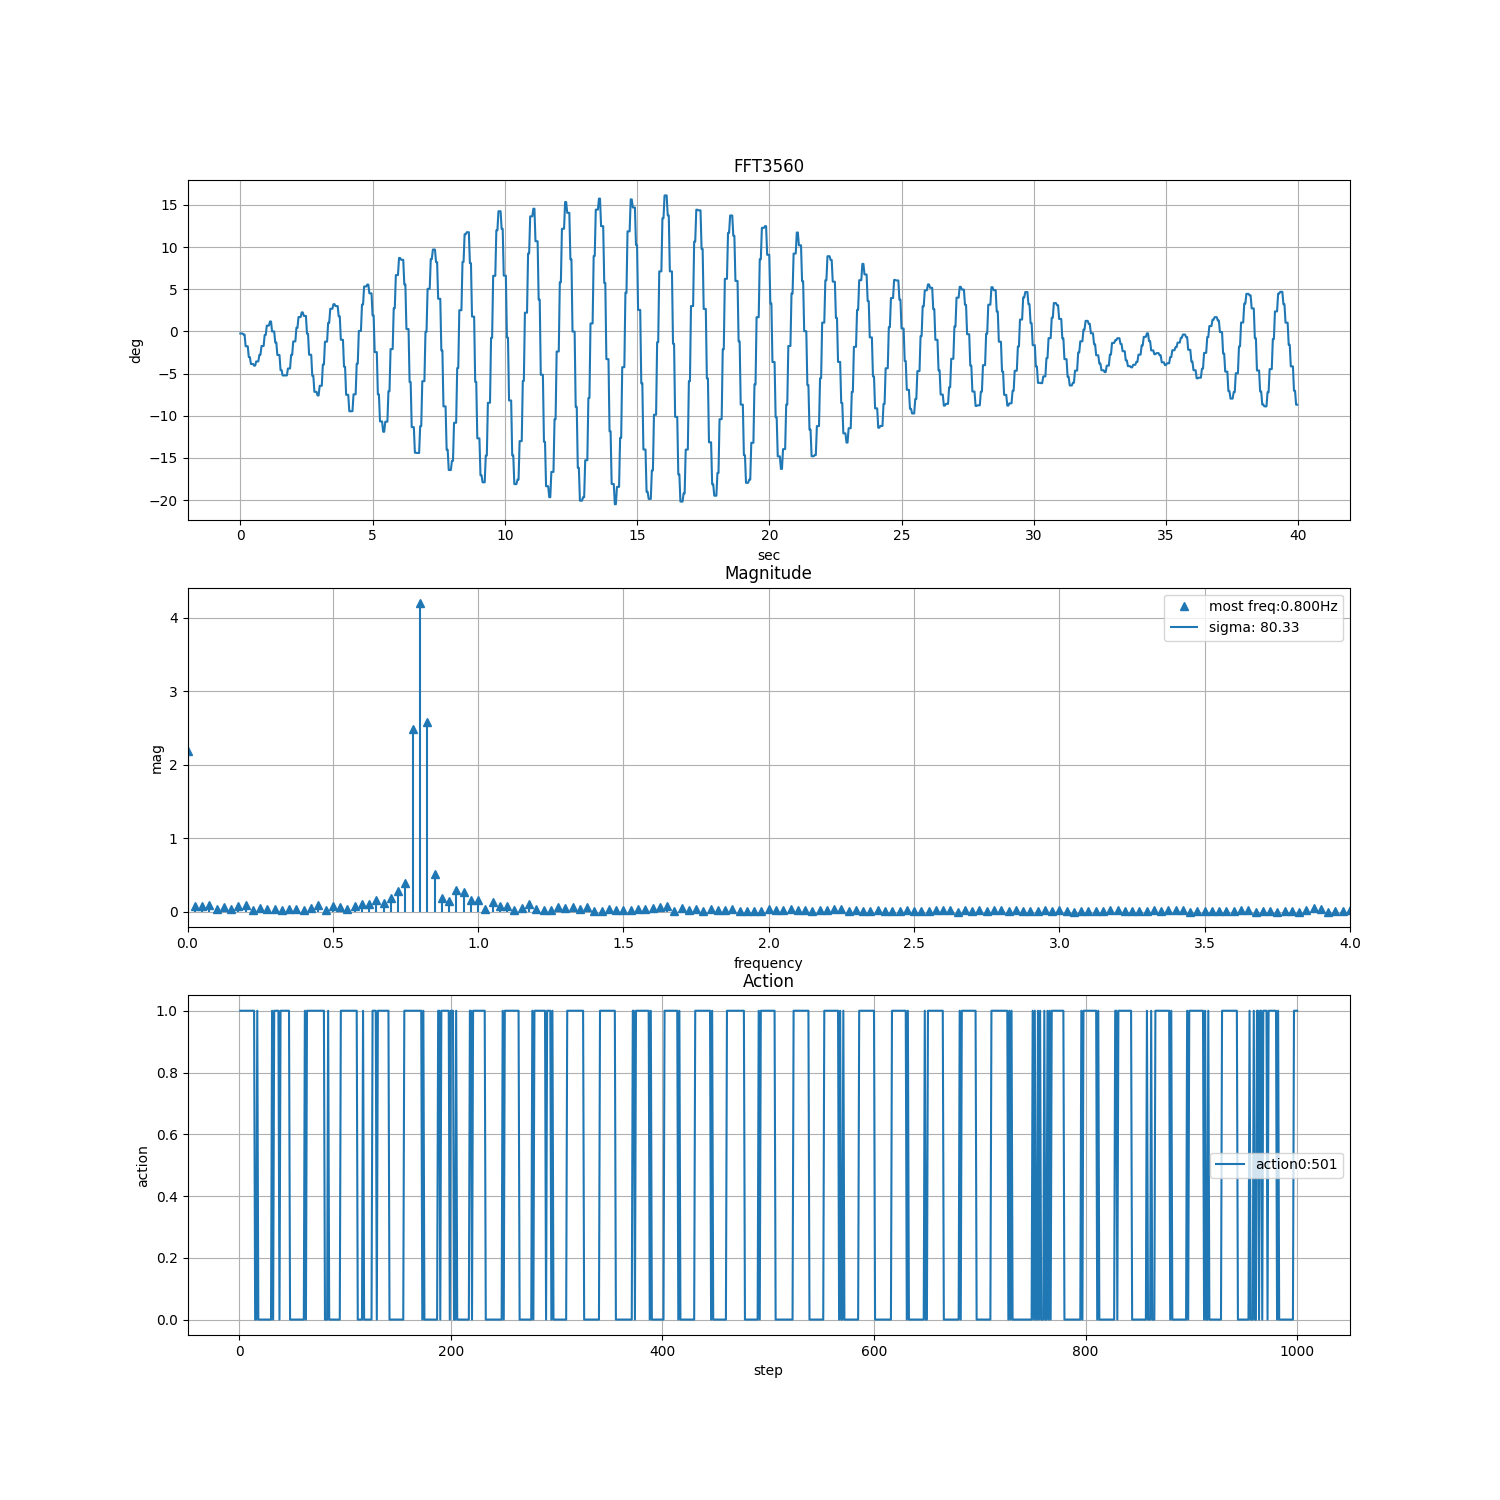 FFT3560
15
10
5
0
−5
−10
−15
−20
deg
0 5 10 15 20 25 30 35 40
sec
Magnitude
most freq:0.800Hz
sigma: 80.33
4
3
2
1
0
mag
0.0 0.5 1.0 1.5 2.0 2.5 3.0 3.5 4.0
frequency
Action
1.0
0.8
0.6
0.4
0.2
0.0
action
action0:501
0 200 400 600 800 1000
step